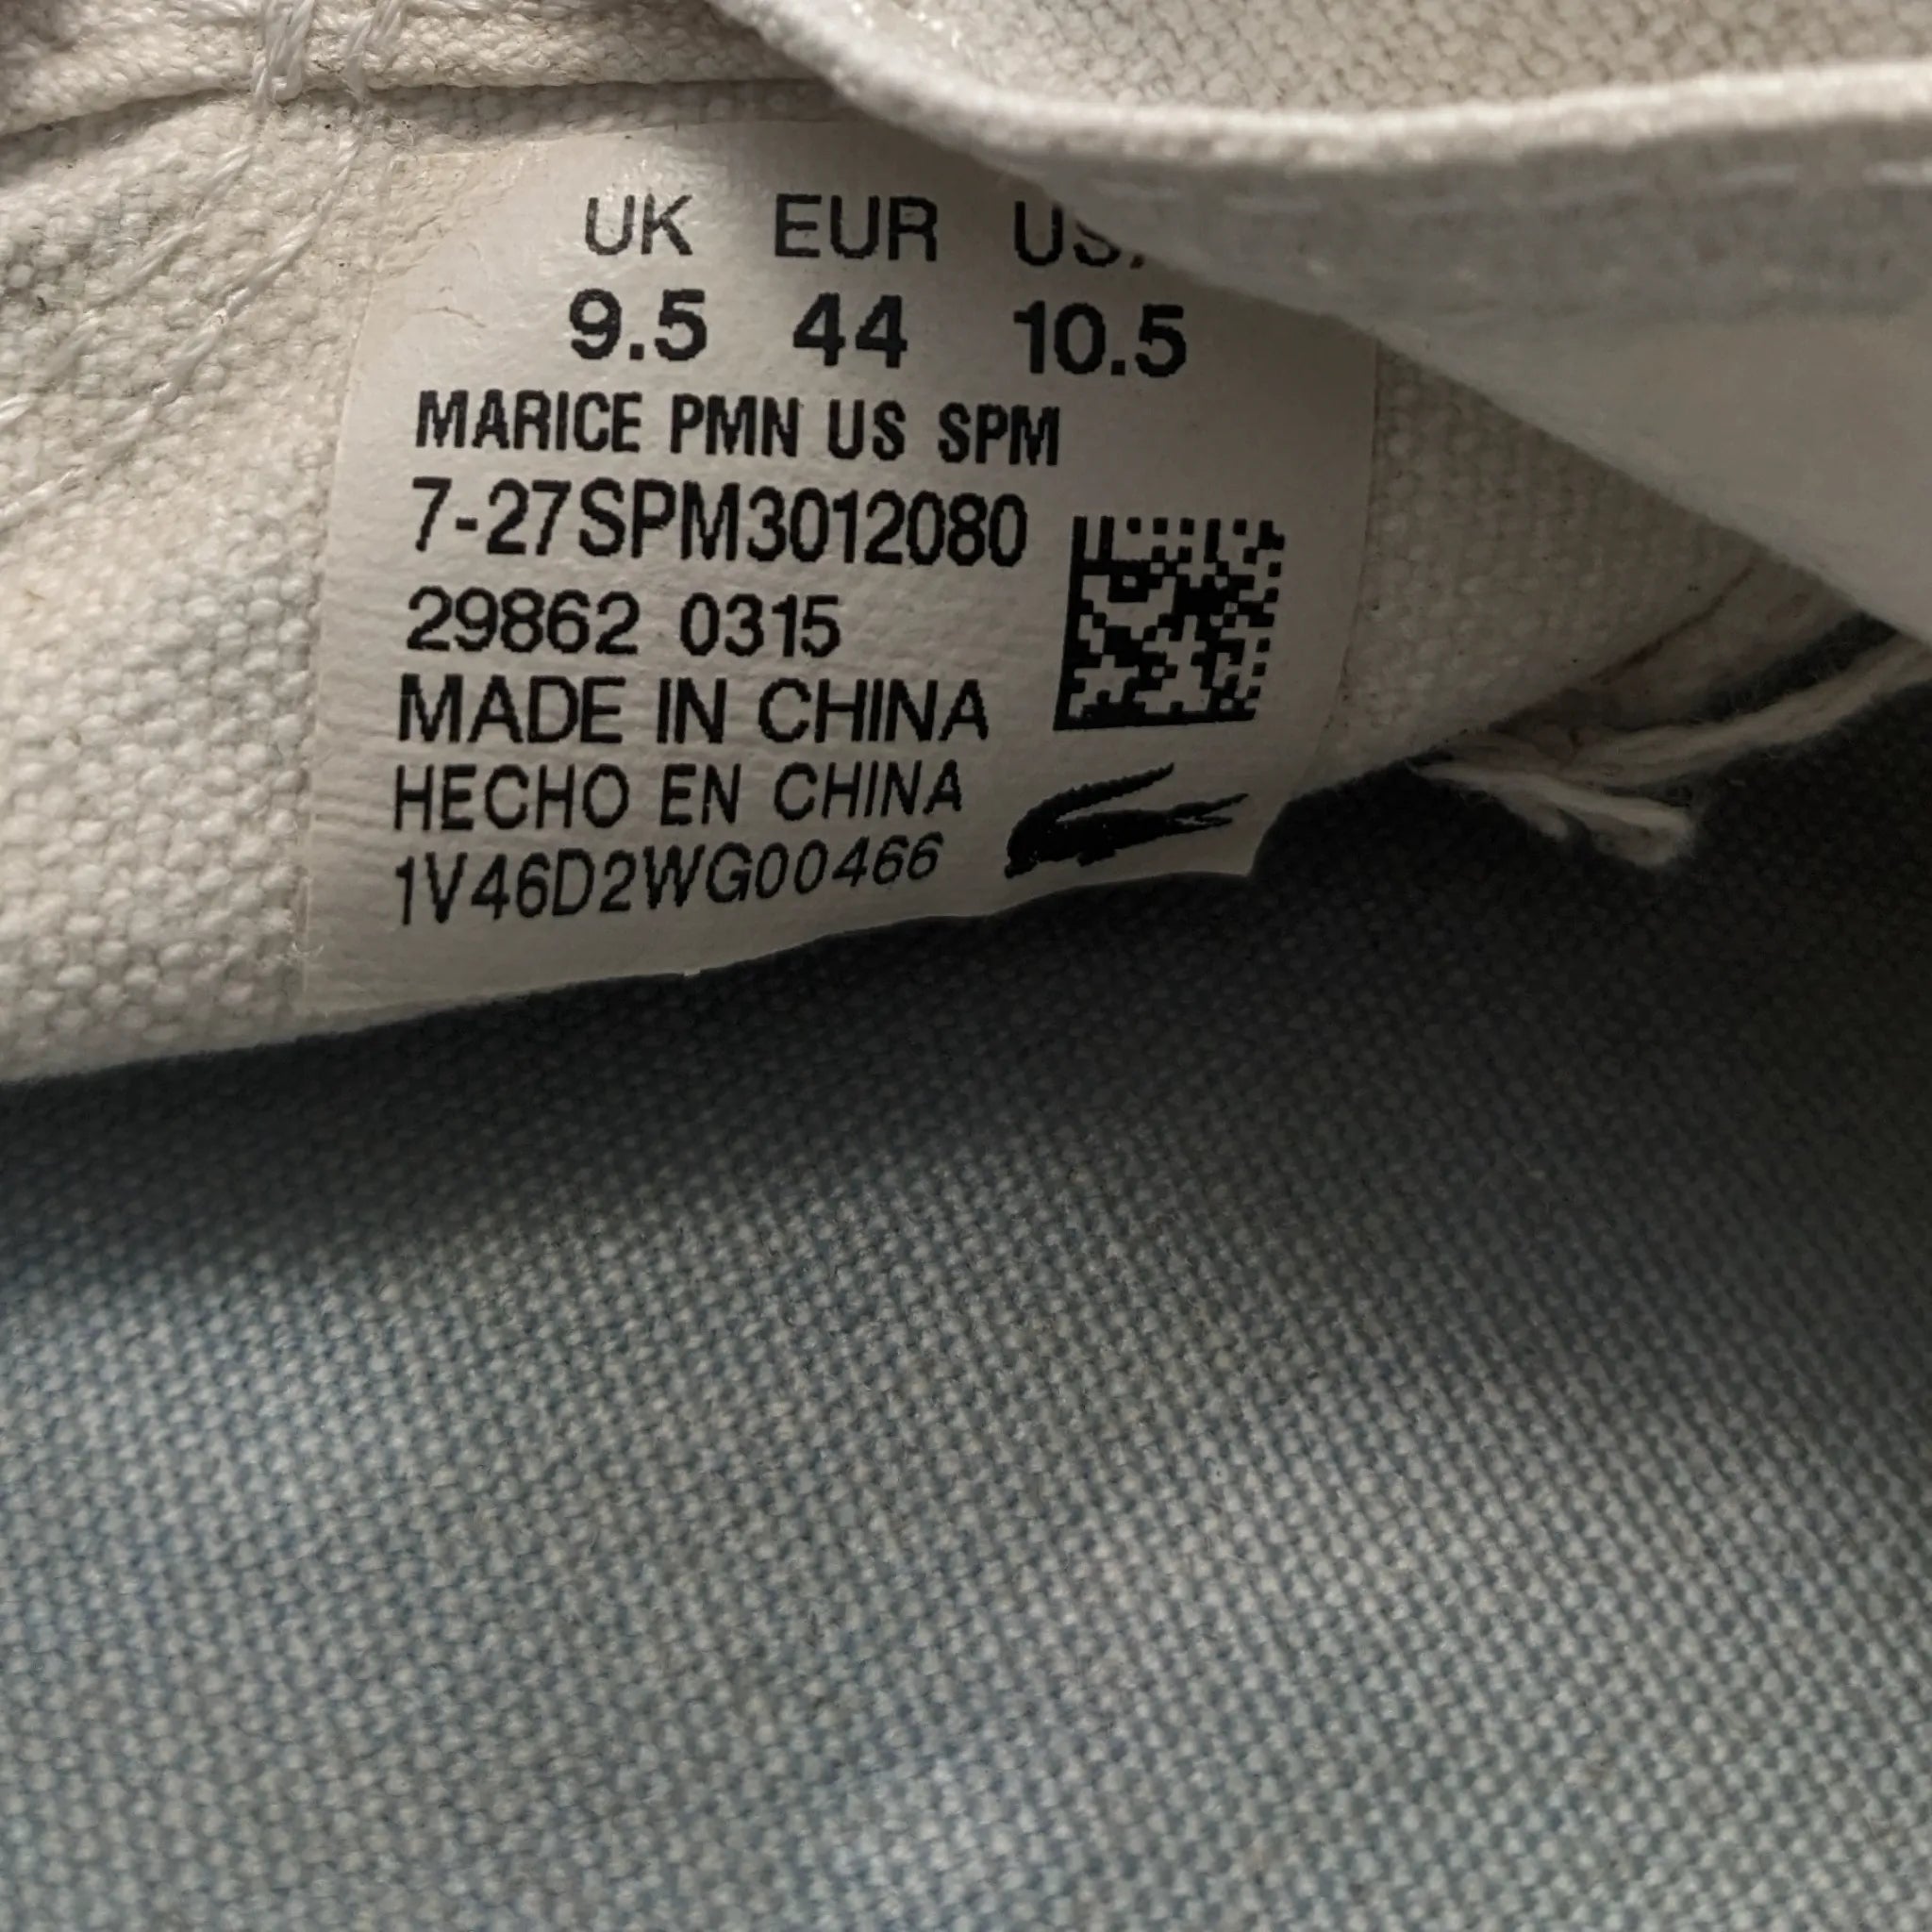 UK EUR US
9.5 44 10.5
MARICE PMN US SPM
7-27SPM3012080
29862 0315
MADE IN CHINA
HECHO EN CHINA
1V46D2WG00466